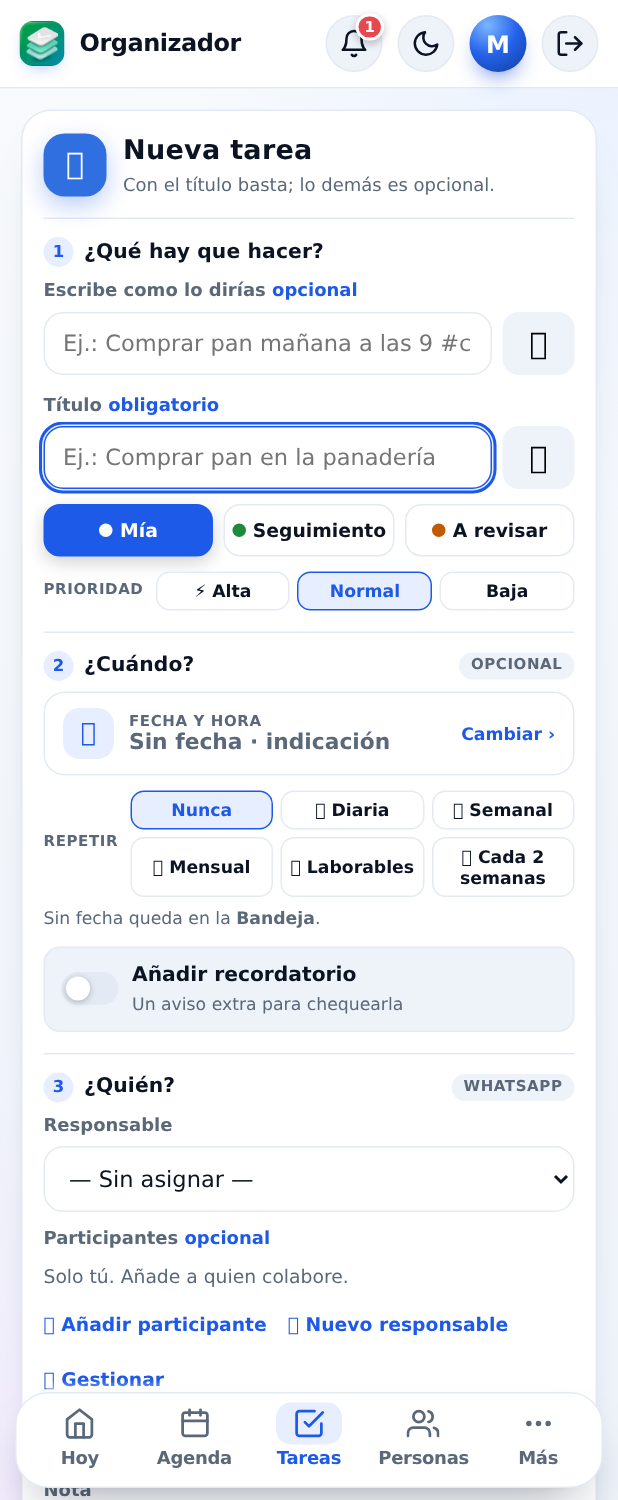 Organizador
1
M
Nueva tarea
Con el título basta; lo demás es opcional.
1 ¿Qué hay que hacer?
Escribe como lo dirías opcional
Ej.: Comprar pan mañana a las 9 #c
Título obligatorio
Ej.: Comprar pan en la panadería
Mía Seguimiento A revisar
PRIORIDAD ⚡ Alta Normal Baja
2 ¿Cuándo? OPCIONAL
FECHA Y HORA
Sin fecha · indicación Cambiar ›
Nunca Diaria Semanal
REPETIR
Mensual Laborables Cada 2
semanas
Sin fecha queda en la Bandeja.
Añadir recordatorio
Un aviso extra para chequearla
3 ¿Quién? WHATSAPP
Responsable
— Sin asignar —
Participantes opcional
Solo tú. Añade a quien colabore.
Añadir participante Nuevo responsable
Gestionar
Hoy Agenda Tareas Personas Más
Nota